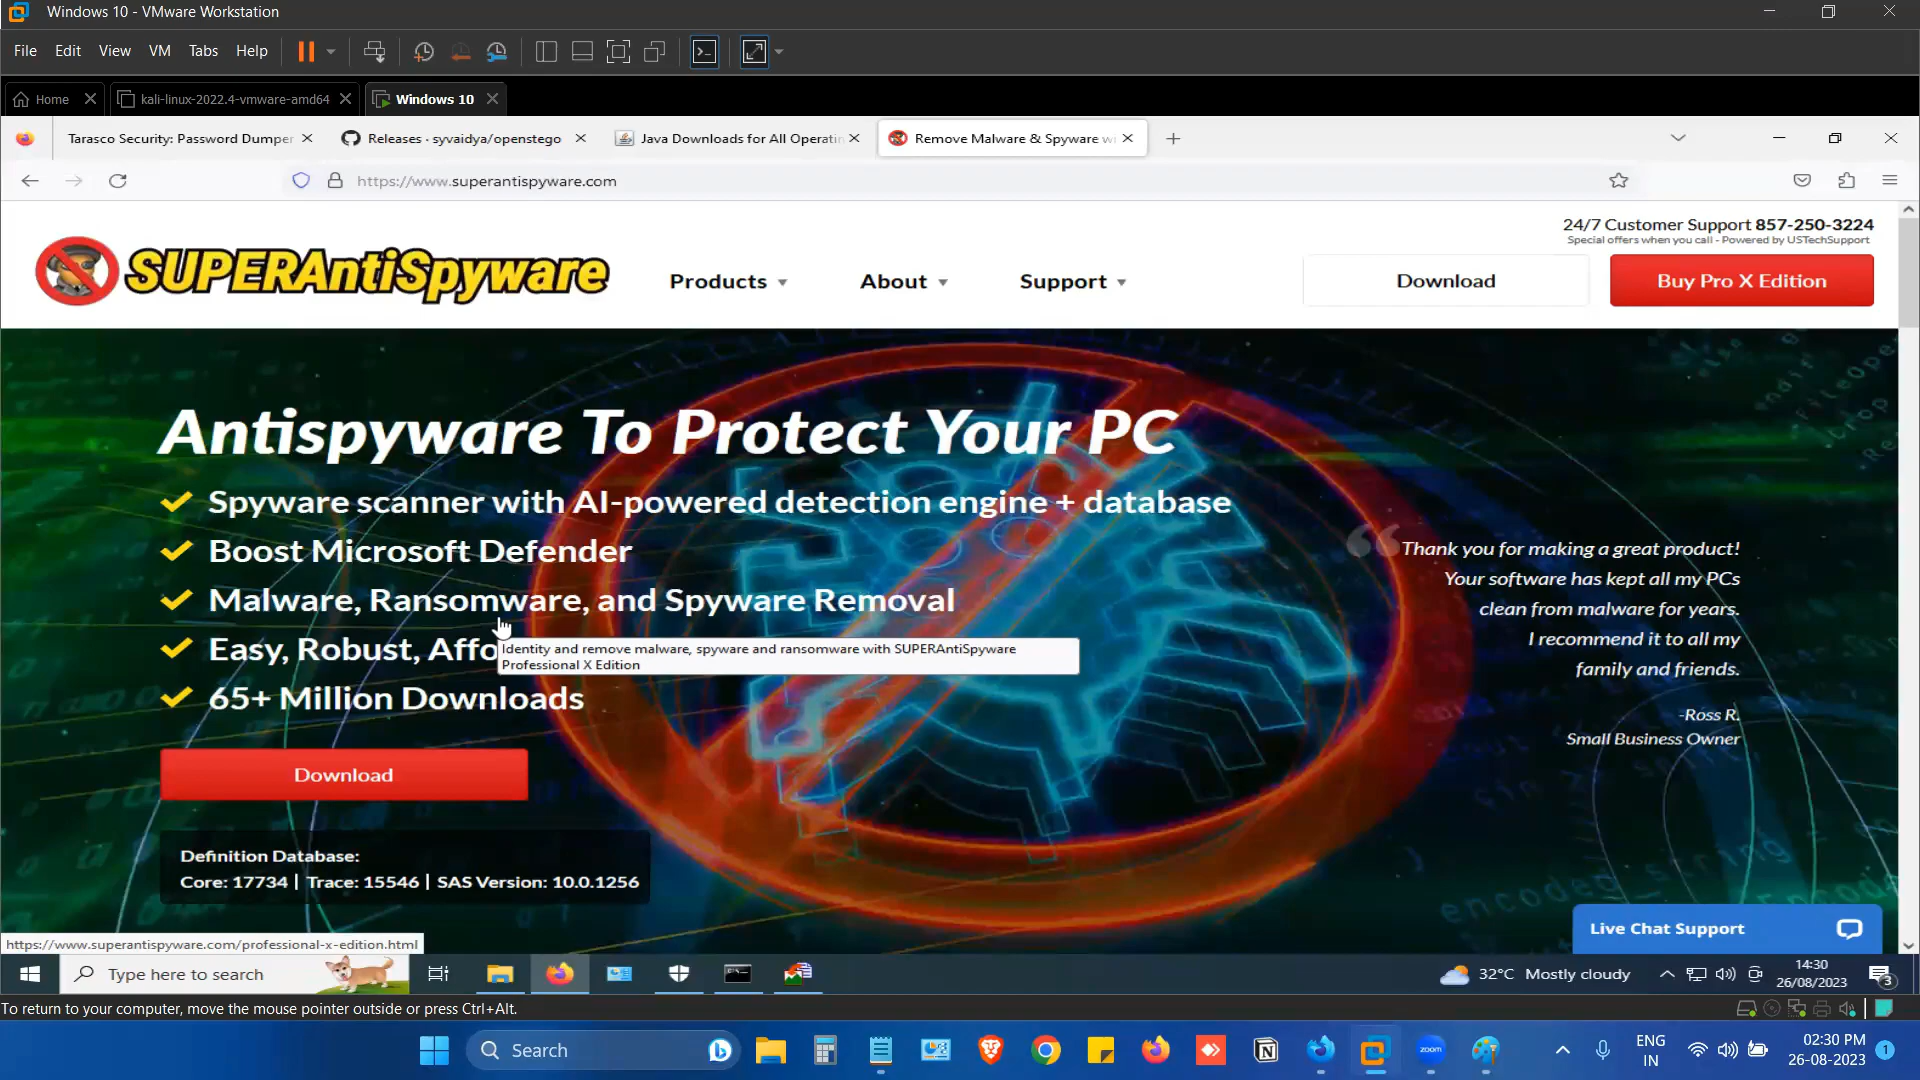 Windows 10 - VMware Workstation
File Edit View VM Tabs Help
Home kali-linux-2022.4-vmware-amd64 Windows 10
Tarasco Security: Password Dumper Releases · syvaidya/openstego Java Downloads for All Operatin Remove Malware & Spyware wi
https://www.superantispyware.com
24/7 Customer Support 857-250-3224
Special offers when you call - Powered by USTechSupport
SUPERAntiSpyware
Products About Support Download Buy Pro X Edition
Antispyware To Protect Your PC
Spyware scanner with AI-powered detection engine + database
Boost Microsoft Defender
Malware, Ransomware, and Spyware Removal
Easy, Robust, Affo
Identity and remove malware, spyware and ransomware with SUPERAntiSpyware
Professional X Edition
65+ Million Downloads
Thank you for making a great product!
Your software has kept all my PCs
clean from malware for years.
I recommend it to all my
family and friends.
-Ross R.
Small Business Owner
Download
Definition Database:
Core: 17734 | Trace: 15546 | SAS Version: 10.0.1256
Live Chat Support
https://www.superantispyware.com/professional-x-edition.html
Type here to search
32°C Mostly cloudy
14:30
26/08/2023
3
To return to your computer, move the mouse pointer outside or press Ctrl+Alt.
Search
zoom
ENG
IN
02:30 PM
26-08-2023
1